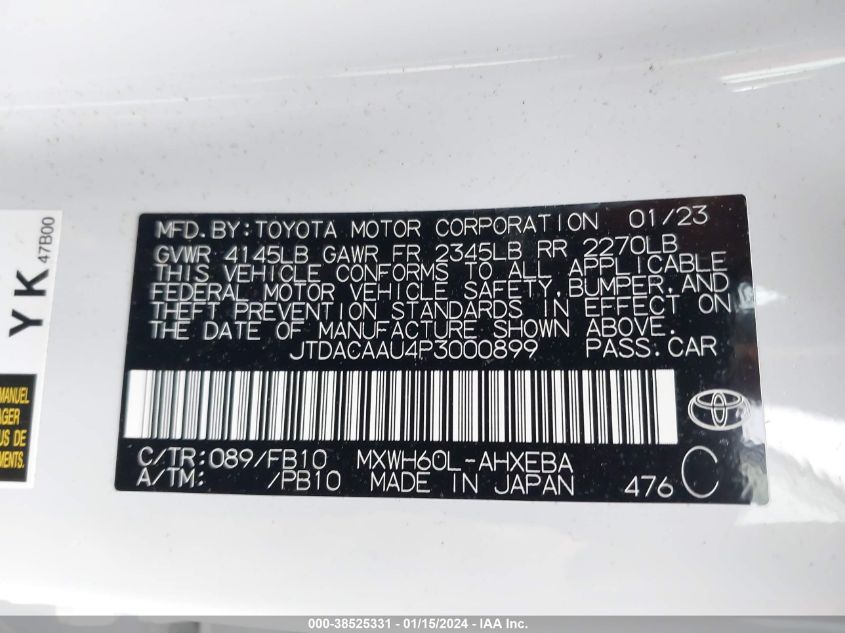 MFD. BY: TOYOTA MOTOR CORPORATION 01/23
GVWR 4145LB GAWR FR 2345LB RR 2270LB
THIS VEHICLE CONFORMS TO ALL APPLICABLE
FEDERAL MOTOR VEHICLE SAFETY, BUMPER, AND
THEFT PREVENTION STANDARDS IN EFFECT ON
THE DATE OF MANUFACTURE SHOWN ABOVE.
JTDACAAU4P3000899 PASS. CAR
C/TR: 089/FB10 MXWH60L-AHXEBA
A/TM: /PB10 MADE IN JAPAN 476 C
YK
47B00
MANUEL
AGER
US DE
EMENTS.
000-38525331 - 01/15/2024 - IAA Inc.